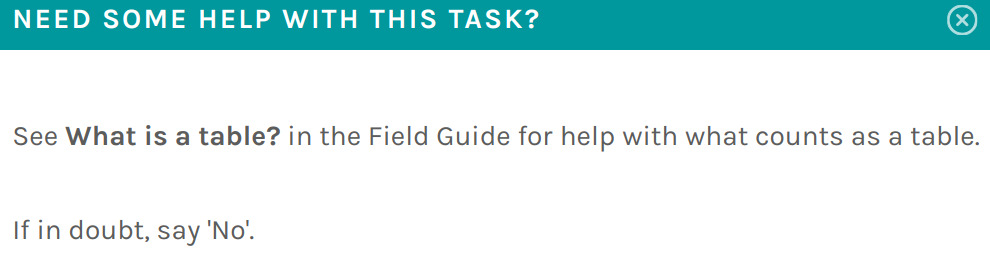 NEED SOME HELP WITH THIS TASK?
See What is a table? in the Field Guide for help with what counts as a table.
If in doubt, say 'No'.